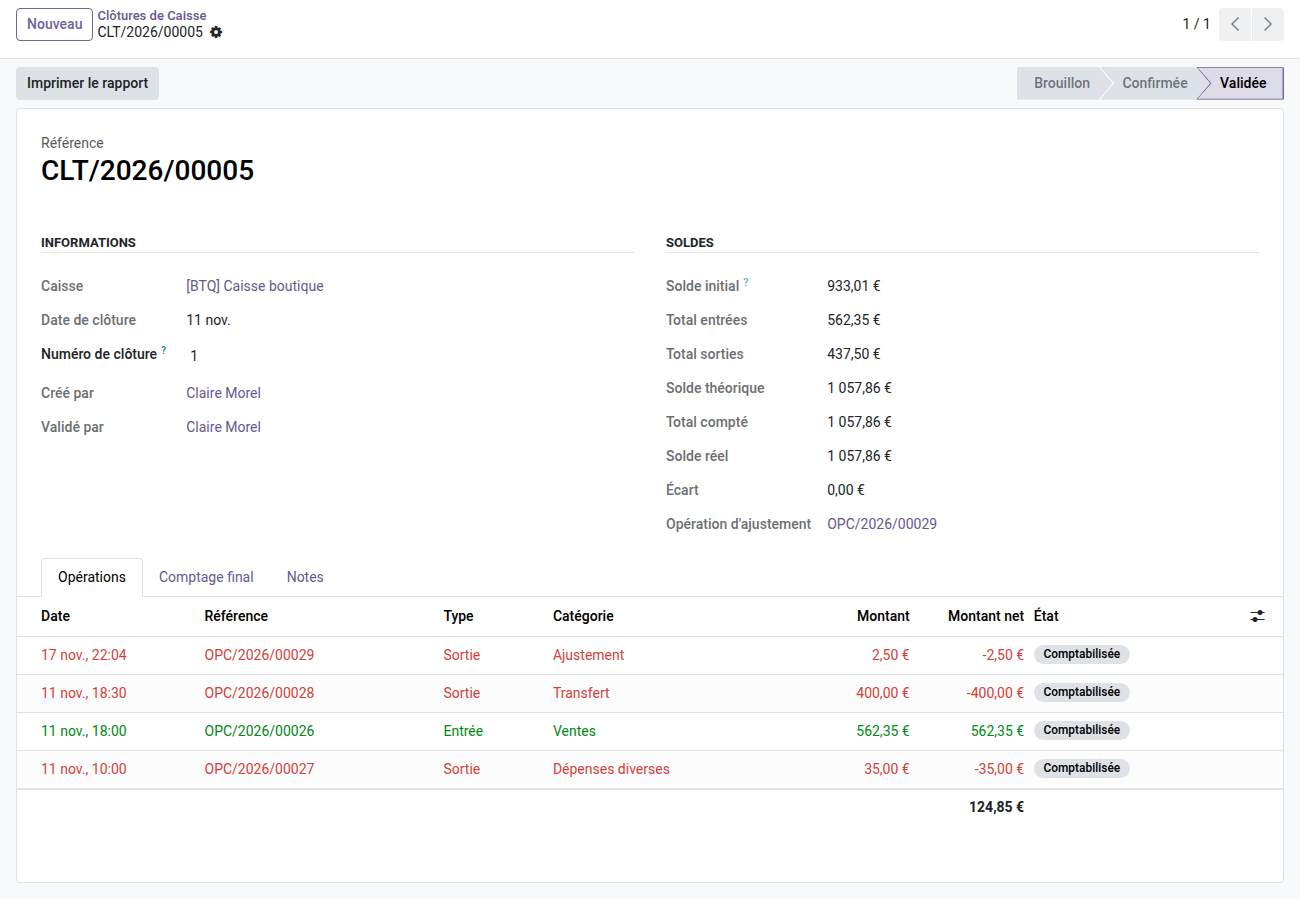 Nouveau
Clôtures de Caisse
CLT/2026/00005
1 / 1
Imprimer le rapport
Brouillon
Confirmée
Validée
Référence
CLT/2026/00005
INFORMATIONS
Caisse [BTQ] Caisse boutique
Date de clôture 11 nov.
Numéro de clôture ? 1
Créé par Claire Morel
Validé par Claire Morel
SOLDES
Solde initial ? 933,01 €
Total entrées 562,35 €
Total sorties 437,50 €
Solde théorique 1 057,86 €
Total compté 1 057,86 €
Solde réel 1 057,86 €
Écart 0,00 €
Opération d'ajustement OPC/2026/00029
Opérations Comptage final Notes
Date Référence Type Catégorie Montant Montant net État
17 nov., 22:04 OPC/2026/00029 Sortie Ajustement 2,50 € -2,50 € Comptabilisée
11 nov., 18:30 OPC/2026/00028 Sortie Transfert 400,00 € -400,00 € Comptabilisée
11 nov., 18:00 OPC/2026/00026 Entrée Ventes 562,35 € 562,35 € Comptabilisée
11 nov., 10:00 OPC/2026/00027 Sortie Dépenses diverses 35,00 € -35,00 € Comptabilisée
124,85 €